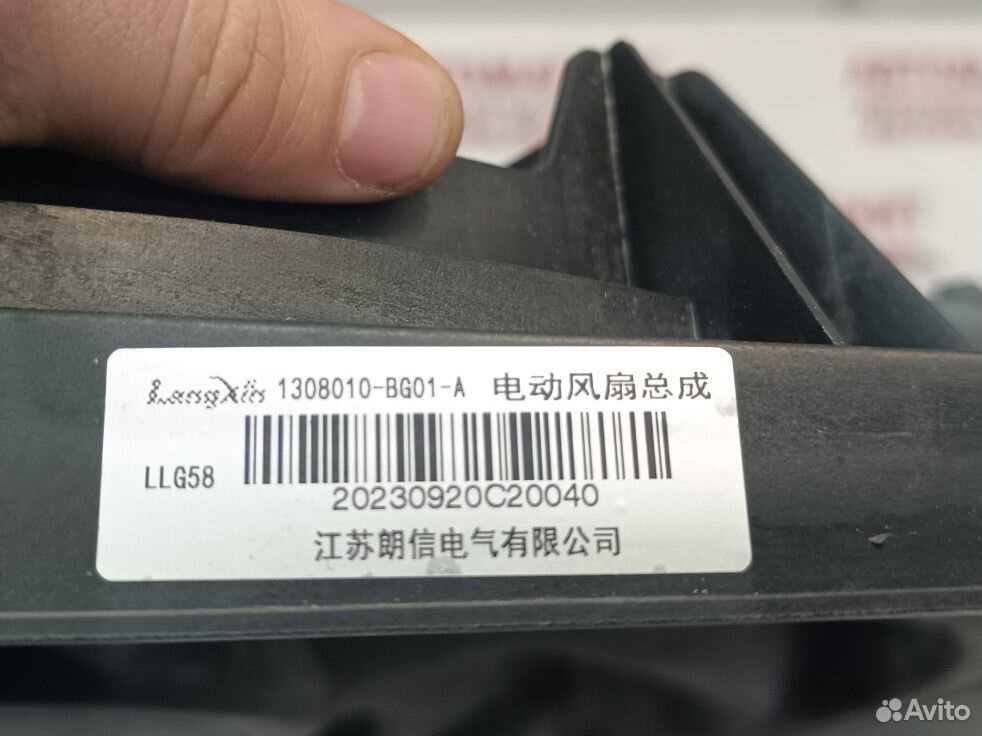 LangXin 1308010-BG01-A 电动风扇总成
LLG58
20230920C20040
江苏朗信电气有限公司
Avito